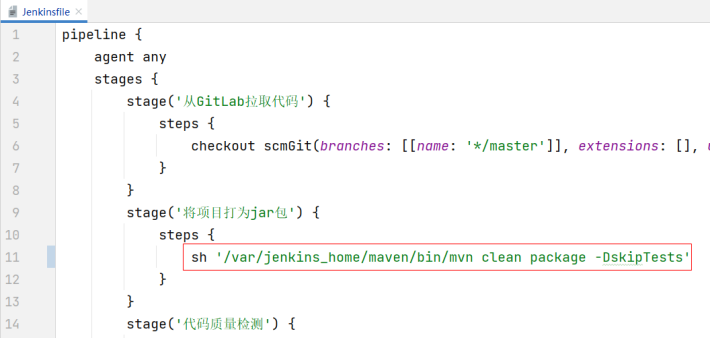 Jenkinsfile
1 pipeline {
2 agent any
3 stages {
4 stage('从GitLab拉取代码') {
5 steps {
6 checkout scmGit(branches: [[name: '*/master']], extensions: [],
7 }
8 }
9 stage('将项目打为jar包') {
10 steps {
11 sh '/var/jenkins_home/maven/bin/mvn clean package -DskipTests'
12 }
13 }
14 stage('代码质量检测') {